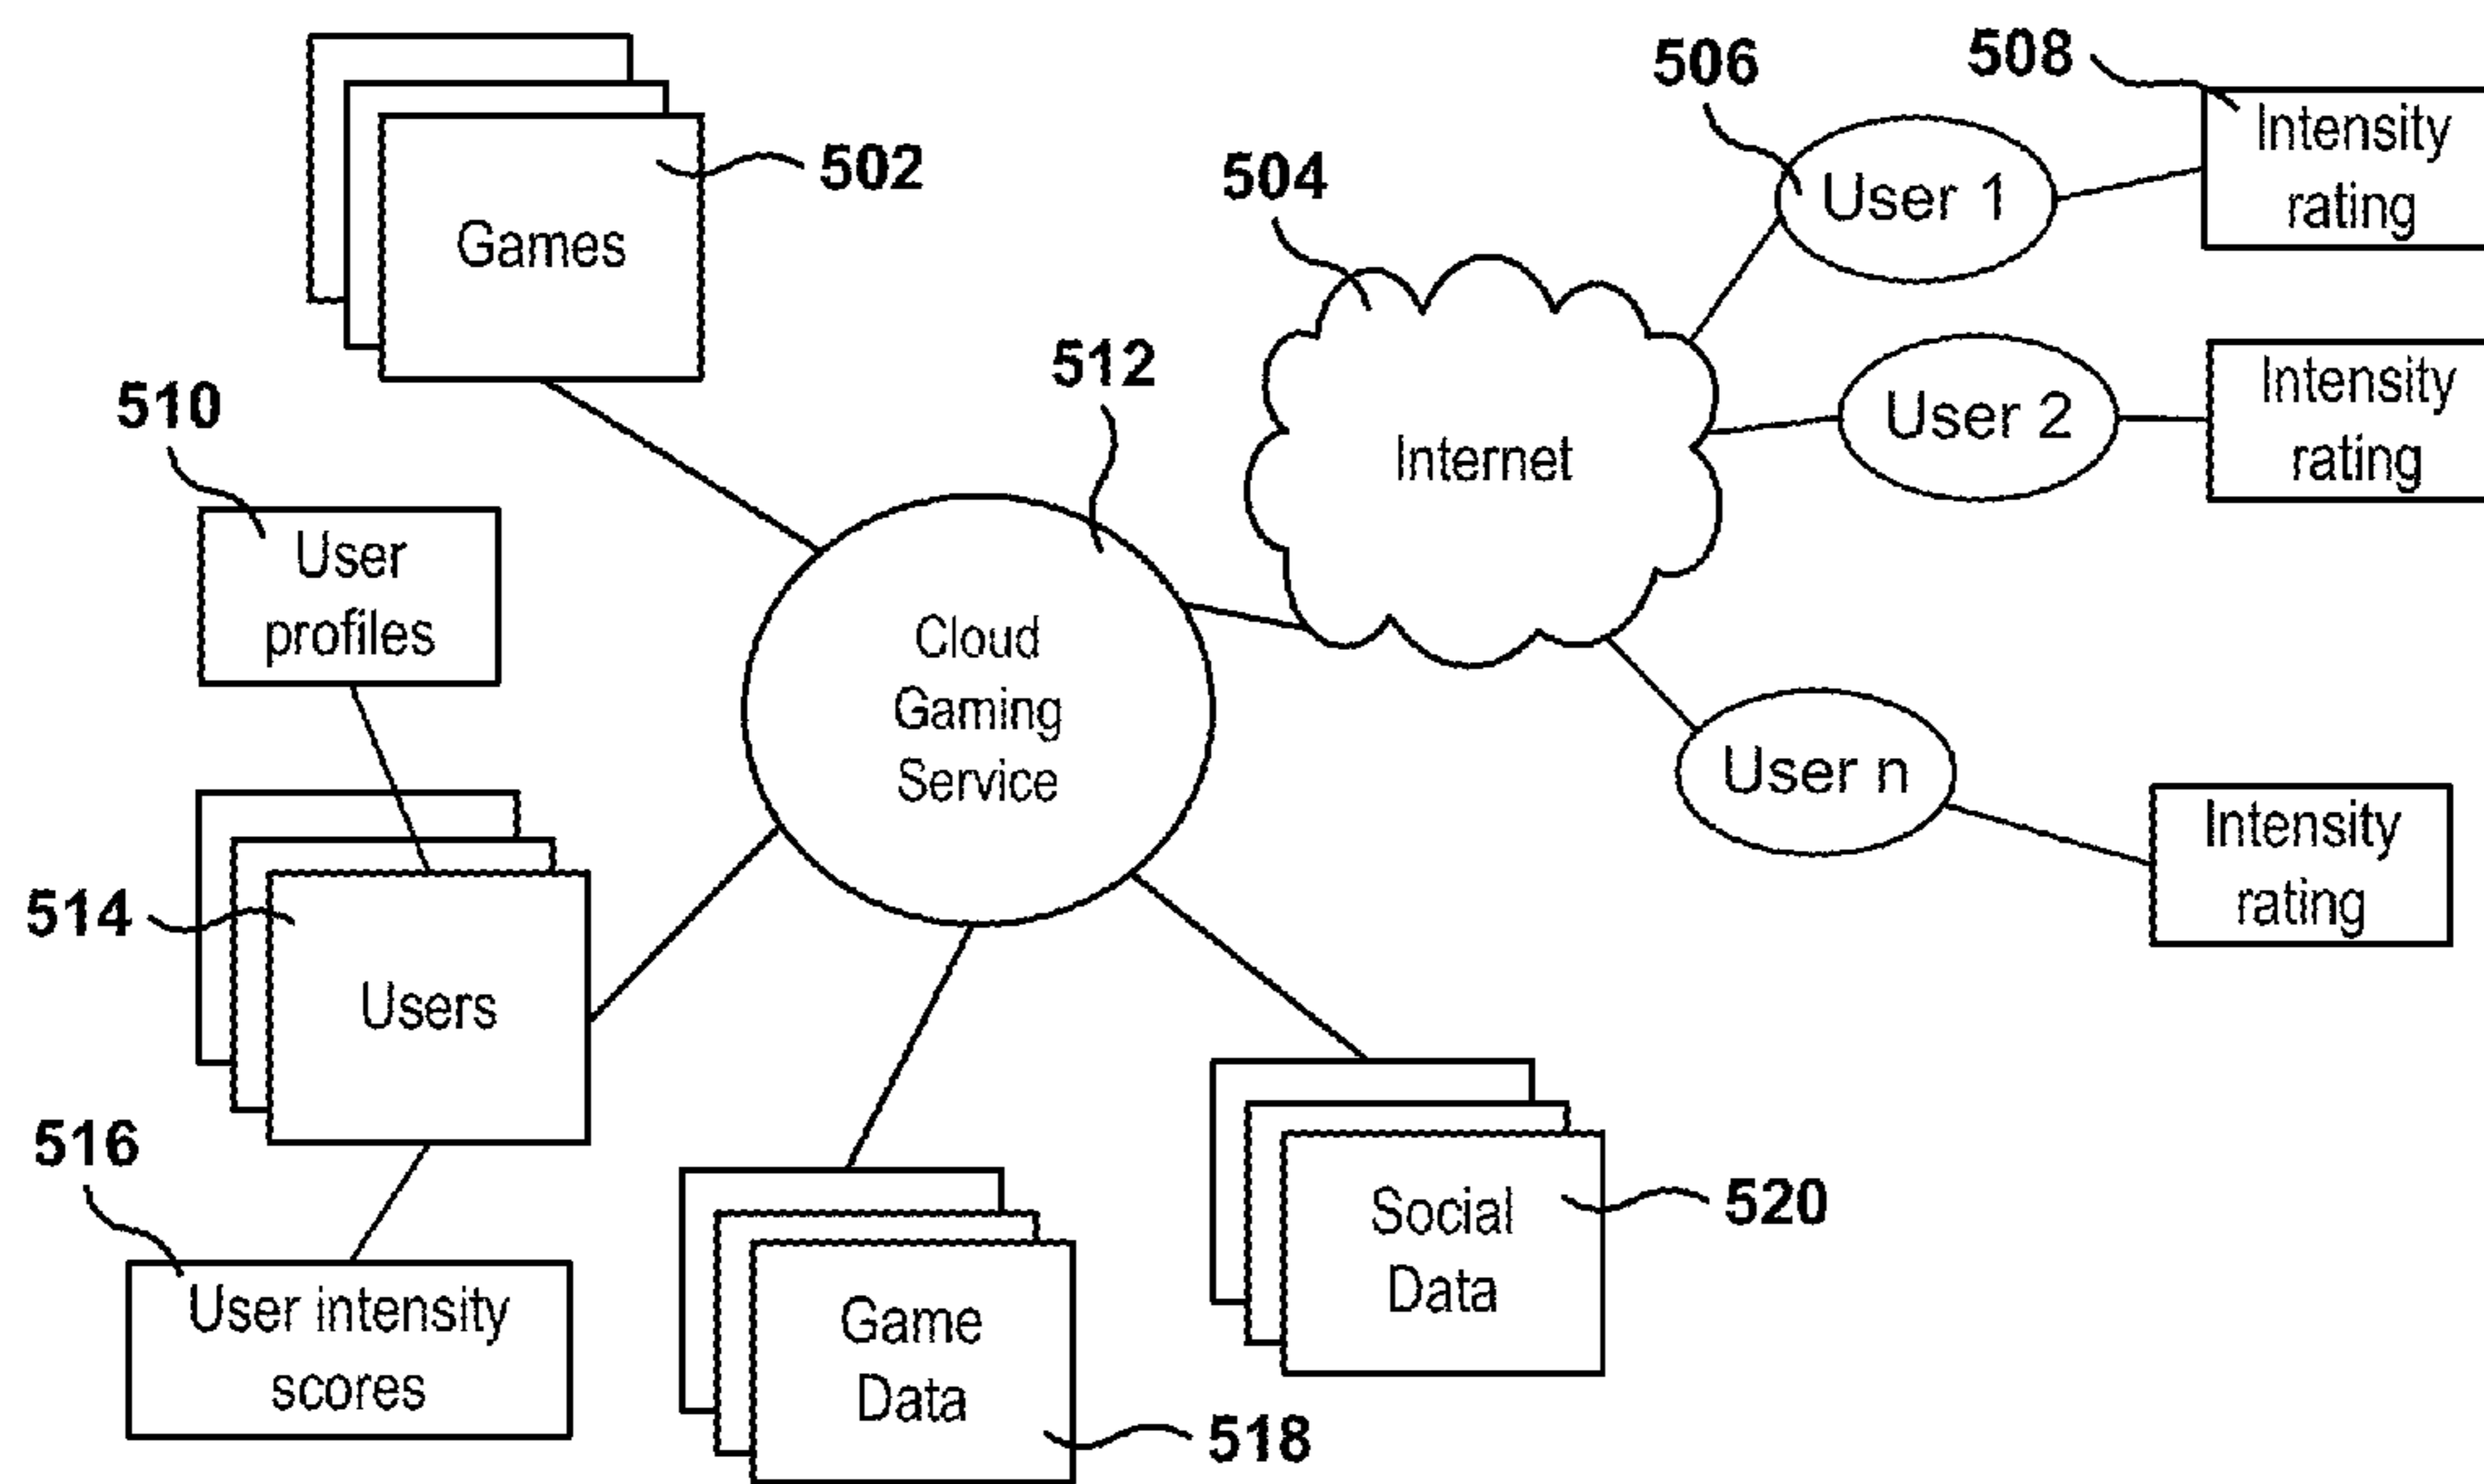 506
508
Intensity
rating
User 1
502
504
Games
512
Intensity
rating
User 2
510
Internet
User
profiles
Cloud
Gaming
Service
User n
Intensity
rating
514
Users
516
Social
Data
520
User intensity
scores
Game
Data
518